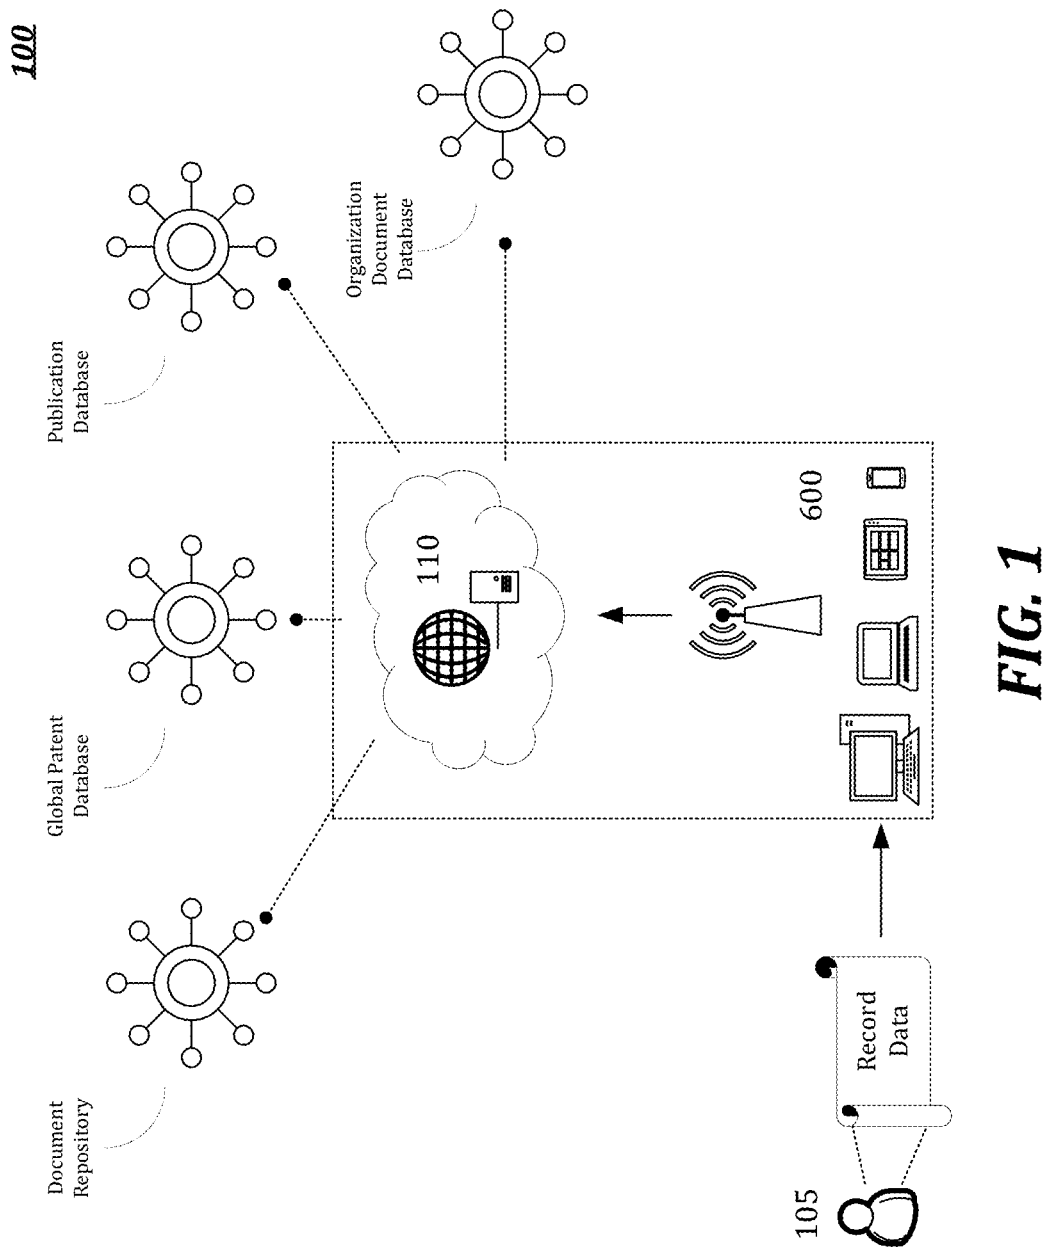 100
Document
Repository
Global Patent
Database
Publication
Database
Organization
Document
Database
110
600
105
Record
Data
FIG. 1